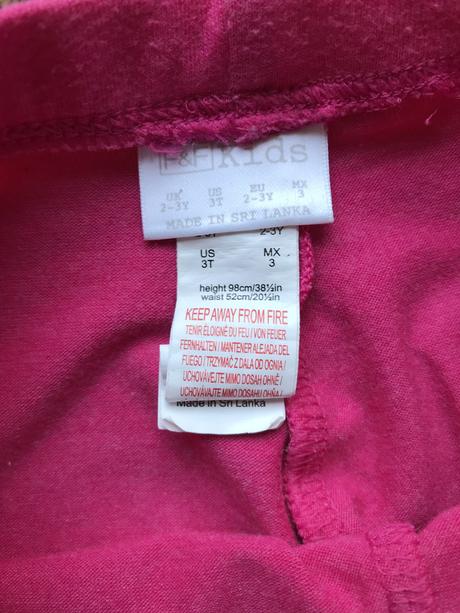 F&F Kids
UK US EU MX
2-3Y 3T 2-3Y 3
MADE IN SRI LANKA
2-3Y
US MX
3T 3
height 98cm/38½in
waist 52cm/20½in
KEEP AWAY FROM FIRE
TENIR ÉLOIGNÉ DU FEU / VON FEUER
FERNHALTEN / MANTENER ALEJADA DEL
FUEGO / TRZYMAĆ Z DALA OD OGNIA /
UCHOVÁVEJTE MIMO DOSAH OHNĚ /
UCHOVÁVAJTE MIMO DOSAHU OHŇA /
Made in Sri Lanka